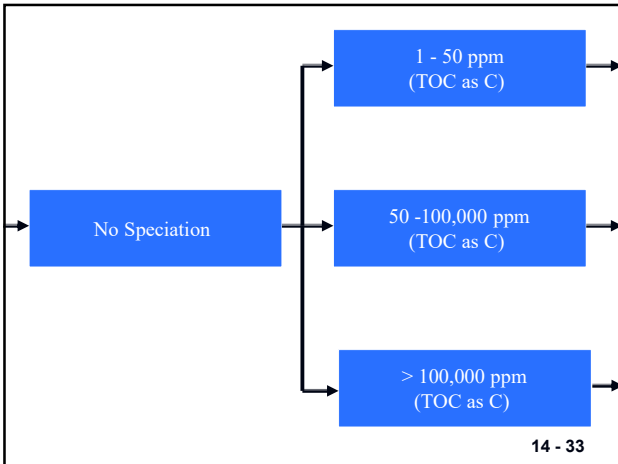 1 - 50 ppm
(TOC as C)
No Speciation
50 -100,000 ppm
(TOC as C)
> 100,000 ppm
(TOC as C)
14 - 33